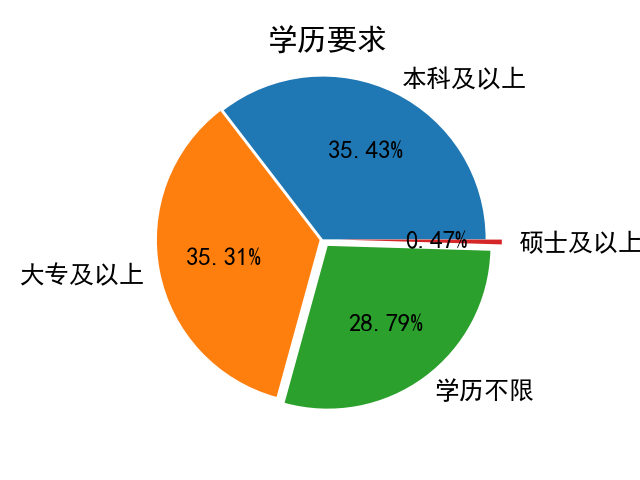 学历要求
本科及以上
35.43%
0.47%
硕士及以上
35.31%
大专及以上
28.79%
学历不限